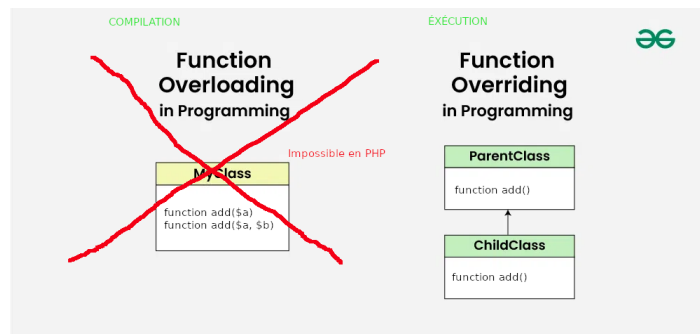 COMPILATION
Function
Overloading
in Programming
Impossible en PHP
MyClass
function add($a)
function add($a, $b)
ÉXÉCUTION
Function
Overriding
in Programming
ParentClass
function add()
ChildClass
function add()